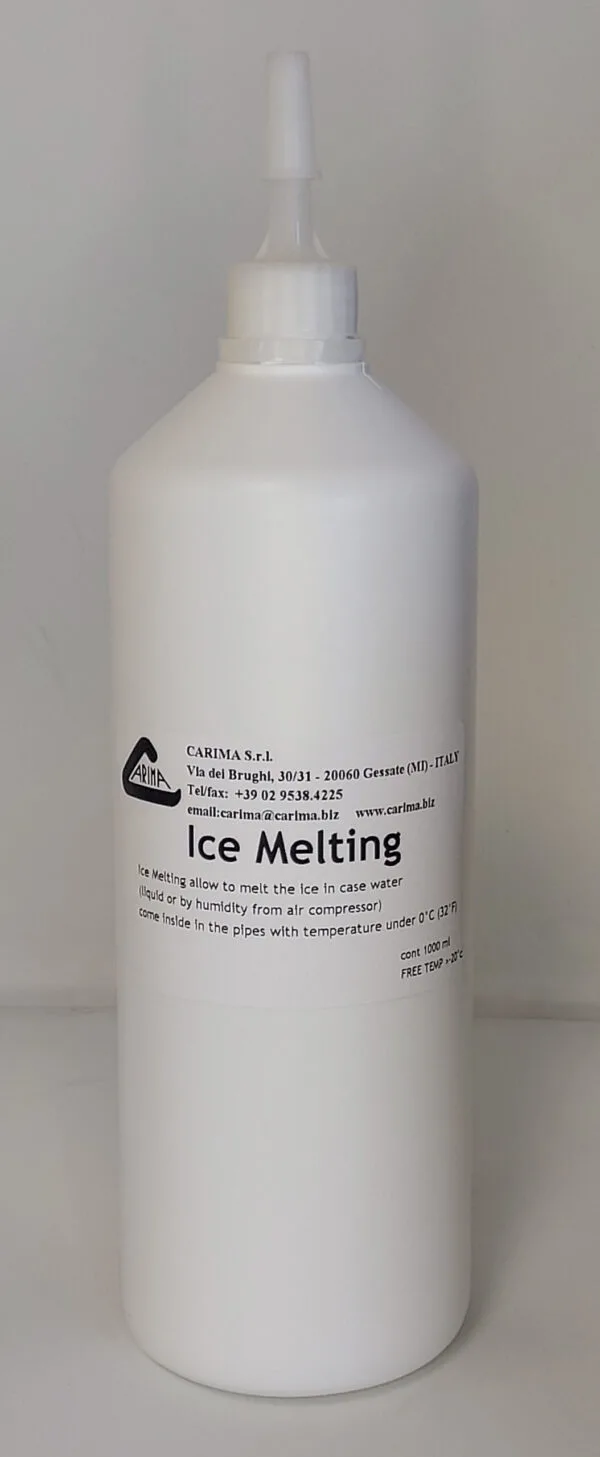 CARIMA
CARIMA S.r.l.
Via dei Brughi, 30/31 - 20060 Gessate (MI) - ITALY
Tel/fax: +39 02 9538.4225
email:carima@carima.biz www.carima.biz
Ice Melting
Ice Melting allow to melt the ice in case water
(liquid or by humidity from air compressor)
come inside in the pipes with temperature under 0°C (32°F)
cont 1000 ml
FREE TEMP >-20°c